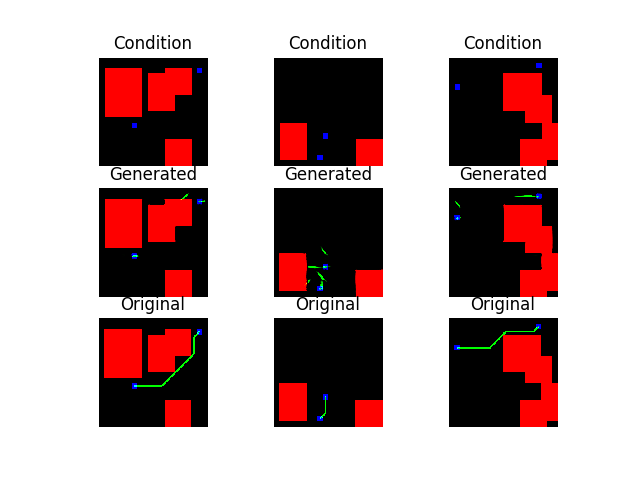 Condition Condition Condition
Generated Generated Generated
Original Original Original